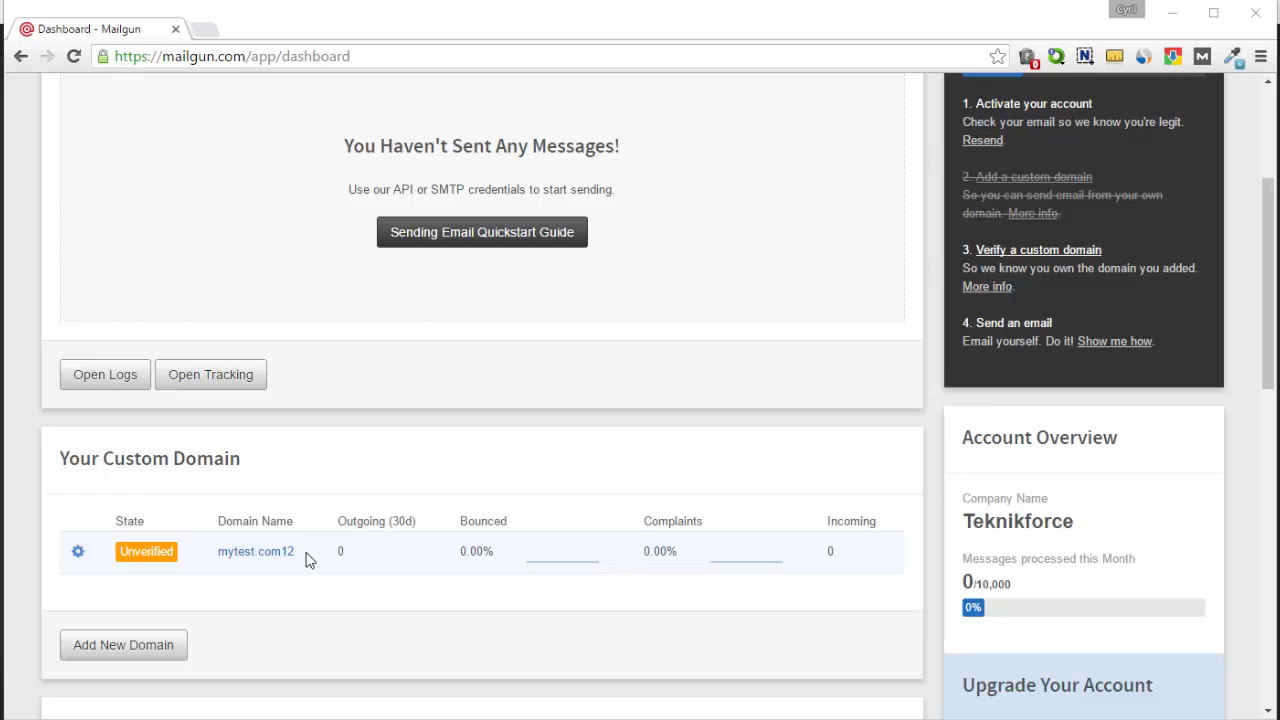 Cyril
Dashboard - Mailgun
https://mailgun.com/app/dashboard
You Haven't Sent Any Messages!
Use our API or SMTP credentials to start sending.
Sending Email Quickstart Guide
Open Logs
Open Tracking
1. Activate your account
Check your email so we know you're legit.
Resend.
2. Add a custom domain
So you can send email from your own
domain. More info.
3. Verify a custom domain
So we know you own the domain you added.
More info.
4. Send an email
Email yourself. Do it! Show me how.
Your Custom Domain
State Domain Name Outgoing (30d) Bounced Complaints Incoming
Unverified mytest.com12 0 0.00% 0.00% 0
Add New Domain
Account Overview
Company Name
Teknikforce
Messages processed this Month
0/10,000
0%
Upgrade Your Account